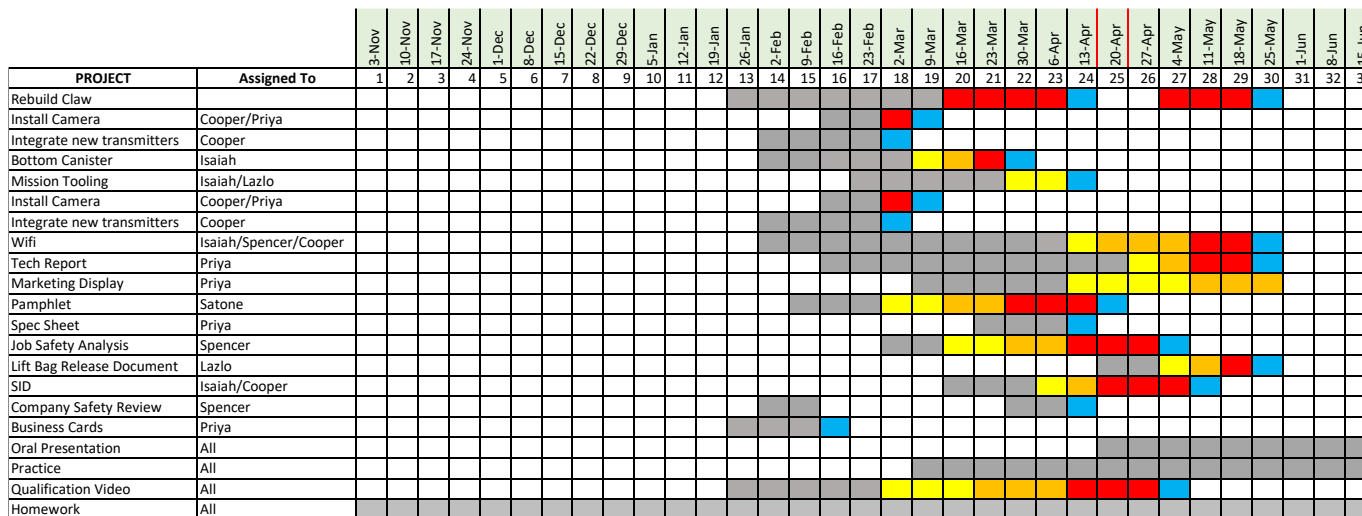 3-Nov 10-Nov 17-Nov 24-Nov 1-Dec 8-Dec 15-Dec 22-Dec 29-Dec 5-Jan 12-Jan 19-Jan 26-Jan 2-Feb 9-Feb 16-Feb 23-Feb 2-Mar 9-Mar 16-Mar 23-Mar 30-Mar 6-Apr 13-Apr 20-Apr 27-Apr 4-May 11-May 18-May 25-May 1-Jun 8-Jun
PROJECT Assigned To 1 2 3 4 5 6 7 8 9 10 11 12 13 14 15 16 17 18 19 20 21 22 23 24 25 26 27 28 29 30 31 32
Rebuild Claw
Install Camera Cooper/Priya
Integrate new transmitters Cooper
Bottom Canister Isaiah
Mission Tooling Isaiah/Lazlo
Install Camera Cooper/Priya
Integrate new transmitters Cooper
Wifi Isaiah/Spencer/Cooper
Tech Report Priya
Marketing Display Priya
Pamphlet Satone
Spec Sheet Priya
Job Safety Analysis Spencer
Lift Bag Release Document Lazlo
SID Isaiah/Cooper
Company Safety Review Spencer
Business Cards Priya
Oral Presentation All
Practice All
Qualification Video All
Homework All